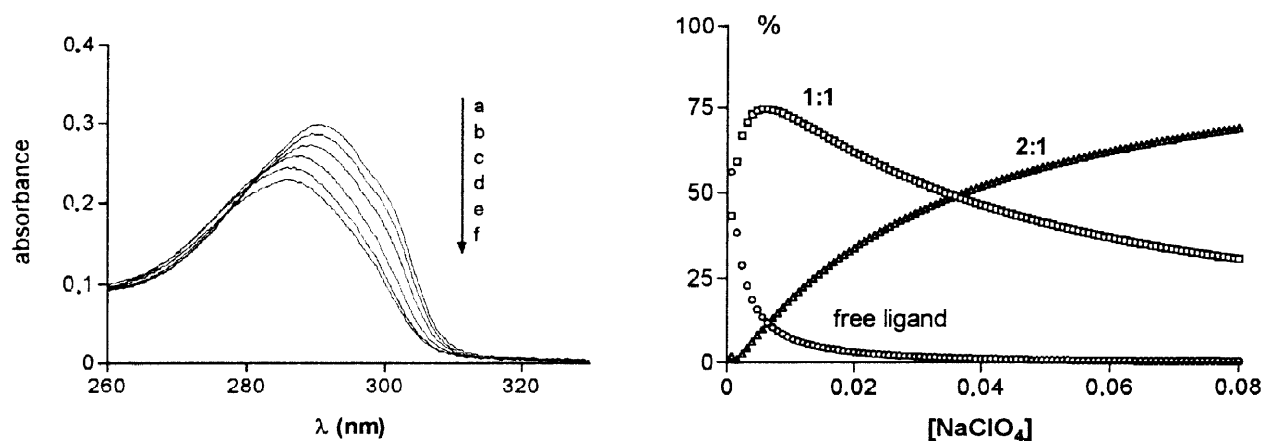 absorbance
0.4
0.3
0.2
0.1
0
260
280
300
320
λ (nm)
a
b
c
d
e
f
%
100
75
50
25
0
1:1
2:1
free ligand
0
0.02
0.04
0.06
0.08
[NaClO₄]